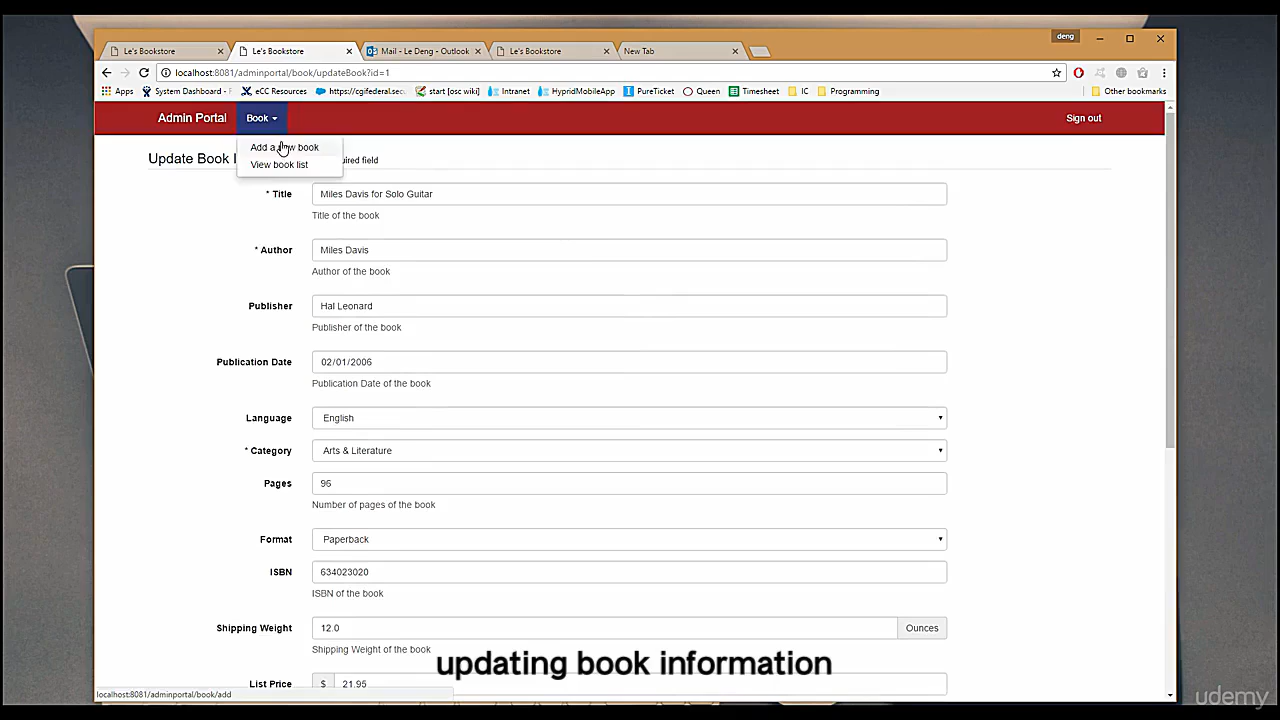 deng
Le's Bookstore
Le's Bookstore
Mail - Le Deng - Outlook
Le's Bookstore
New Tab
localhost:8081/adminportal/book/updateBook?id=1
Apps
System Dashboard - F
eCC Resources
https://cgifederal.sec
start [osc wiki]
Intranet
HypridMobileApp
PureTicket
Queen
Timesheet
IC
Programming
Other bookmarks
Admin Portal
Book
Sign out
Add a new book
View book list
Update Book
* Title
Miles Davis for Solo Guitar
Title of the book
* Author
Miles Davis
Author of the book
Publisher
Hal Leonard
Publisher of the book
Publication Date
02/01/2006
Publication Date of the book
Language
English
* Category
Arts & Literature
Pages
96
Number of pages of the book
Format
Paperback
ISBN
634023020
ISBN of the book
Shipping Weight
12.0
Ounces
Shipping Weight of the book
updating book information
List Price
$
21.95
localhost:8081/adminportal/book/add
udemy